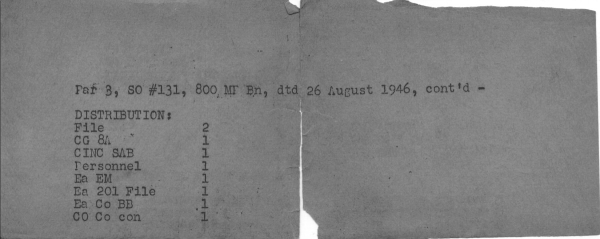 Par 3, SO #131, 800 MP Bn, dtd 26 August 1946, cont'd -
DISTRIBUTION:
File 2
CG 8A 1
CINC SAB 1
Personnel 1
Ea EM 1
Ea 201 File 1
Ea Co BB 1
CO Co con 1